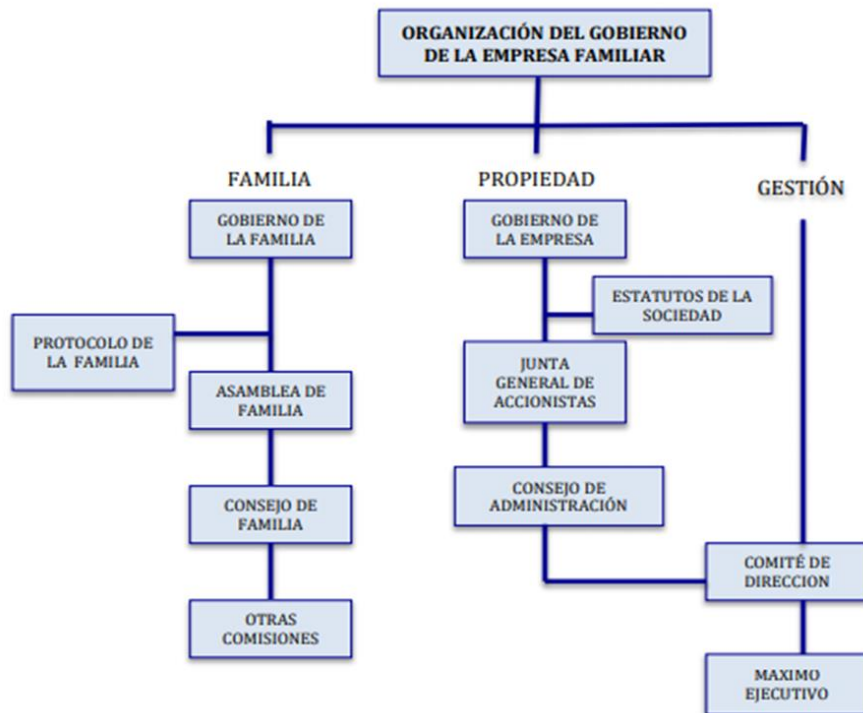 ORGANIZACIÓN DEL GOBIERNO
DE LA EMPRESA FAMILIAR
FAMILIA
PROPIEDAD
GESTIÓN
GOBIERNO DE
LA FAMILIA
GOBIERNO DE
LA EMPRESA
ESTATUTOS DE LA
SOCIEDAD
PROTOCOLO DE
LA FAMILIA
JUNTA
GENERAL DE
ACCIONISTAS
ASAMBLEA DE
FAMILIA
CONSEJO DE
ADMINISTRACIÓN
CONSEJO DE
FAMILIA
COMITÉ DE
DIRECCION
OTRAS
COMISIONES
MAXIMO
EJECUTIVO